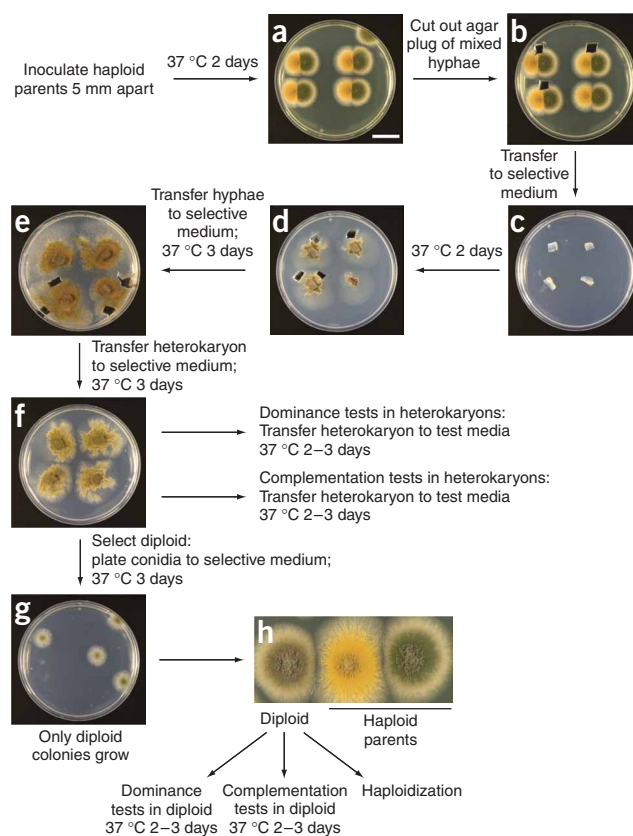 Inoculate haploid
parents 5 mm apart
37 °C 2 days
a
Cut out agar
plug of mixed
hyphae
b
Transfer
to selective
medium
c
37 °C 2 days
d
Transfer hyphae
to selective
medium;
37 °C 3 days
e
Transfer heterokaryon
to selective medium;
37 °C 3 days
f
Dominance tests in heterokaryons:
Transfer heterokaryon to test media
37 °C 2–3 days
Complementation tests in heterokaryons:
Transfer heterokaryon to test media
37 °C 2–3 days
Select diploid:
plate conidia to selective medium;
37 °C 3 days
g
Only diploid
colonies grow
h
Diploid
Haploid
parents
Dominance
tests in diploid
37 °C 2–3 days
Complementation
tests in diploid
37 °C 2–3 days
Haploidization